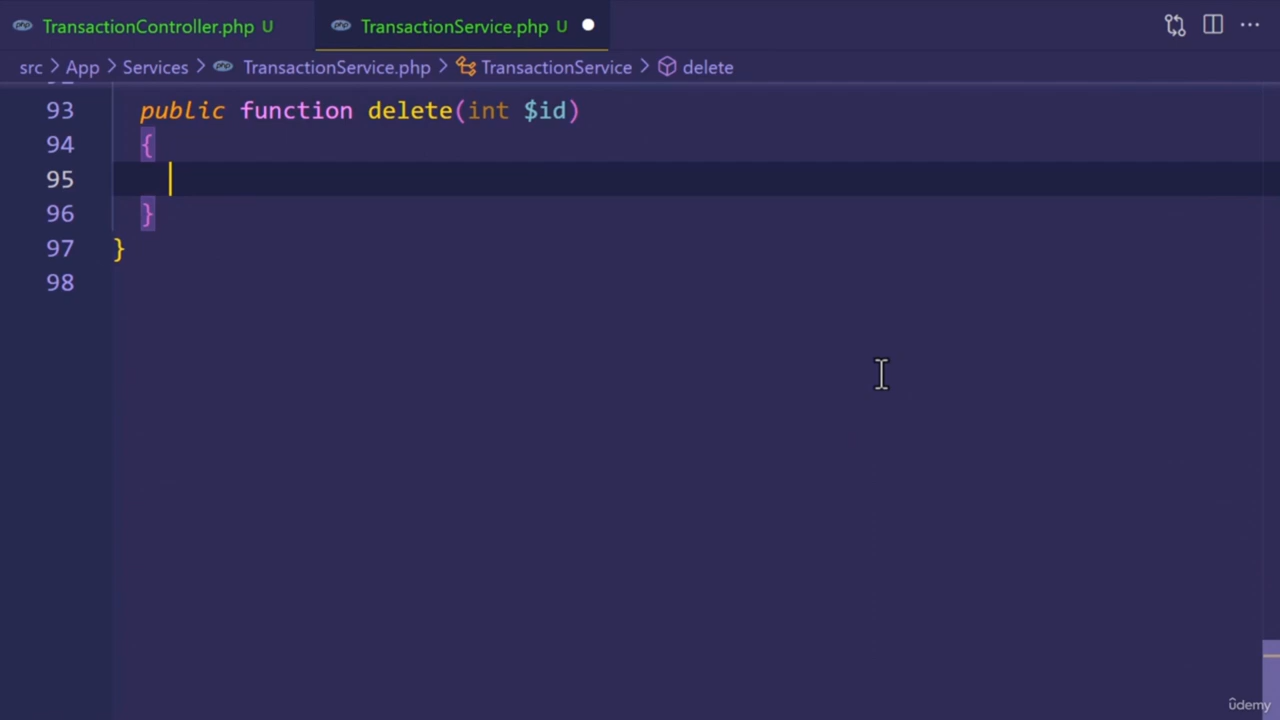 TransactionController.php U TransactionService.php U
src > App > Services > TransactionService.php > TransactionService > delete
93 public function delete(int $id)
94 {
95
96 }
97 }
98
ûdemy